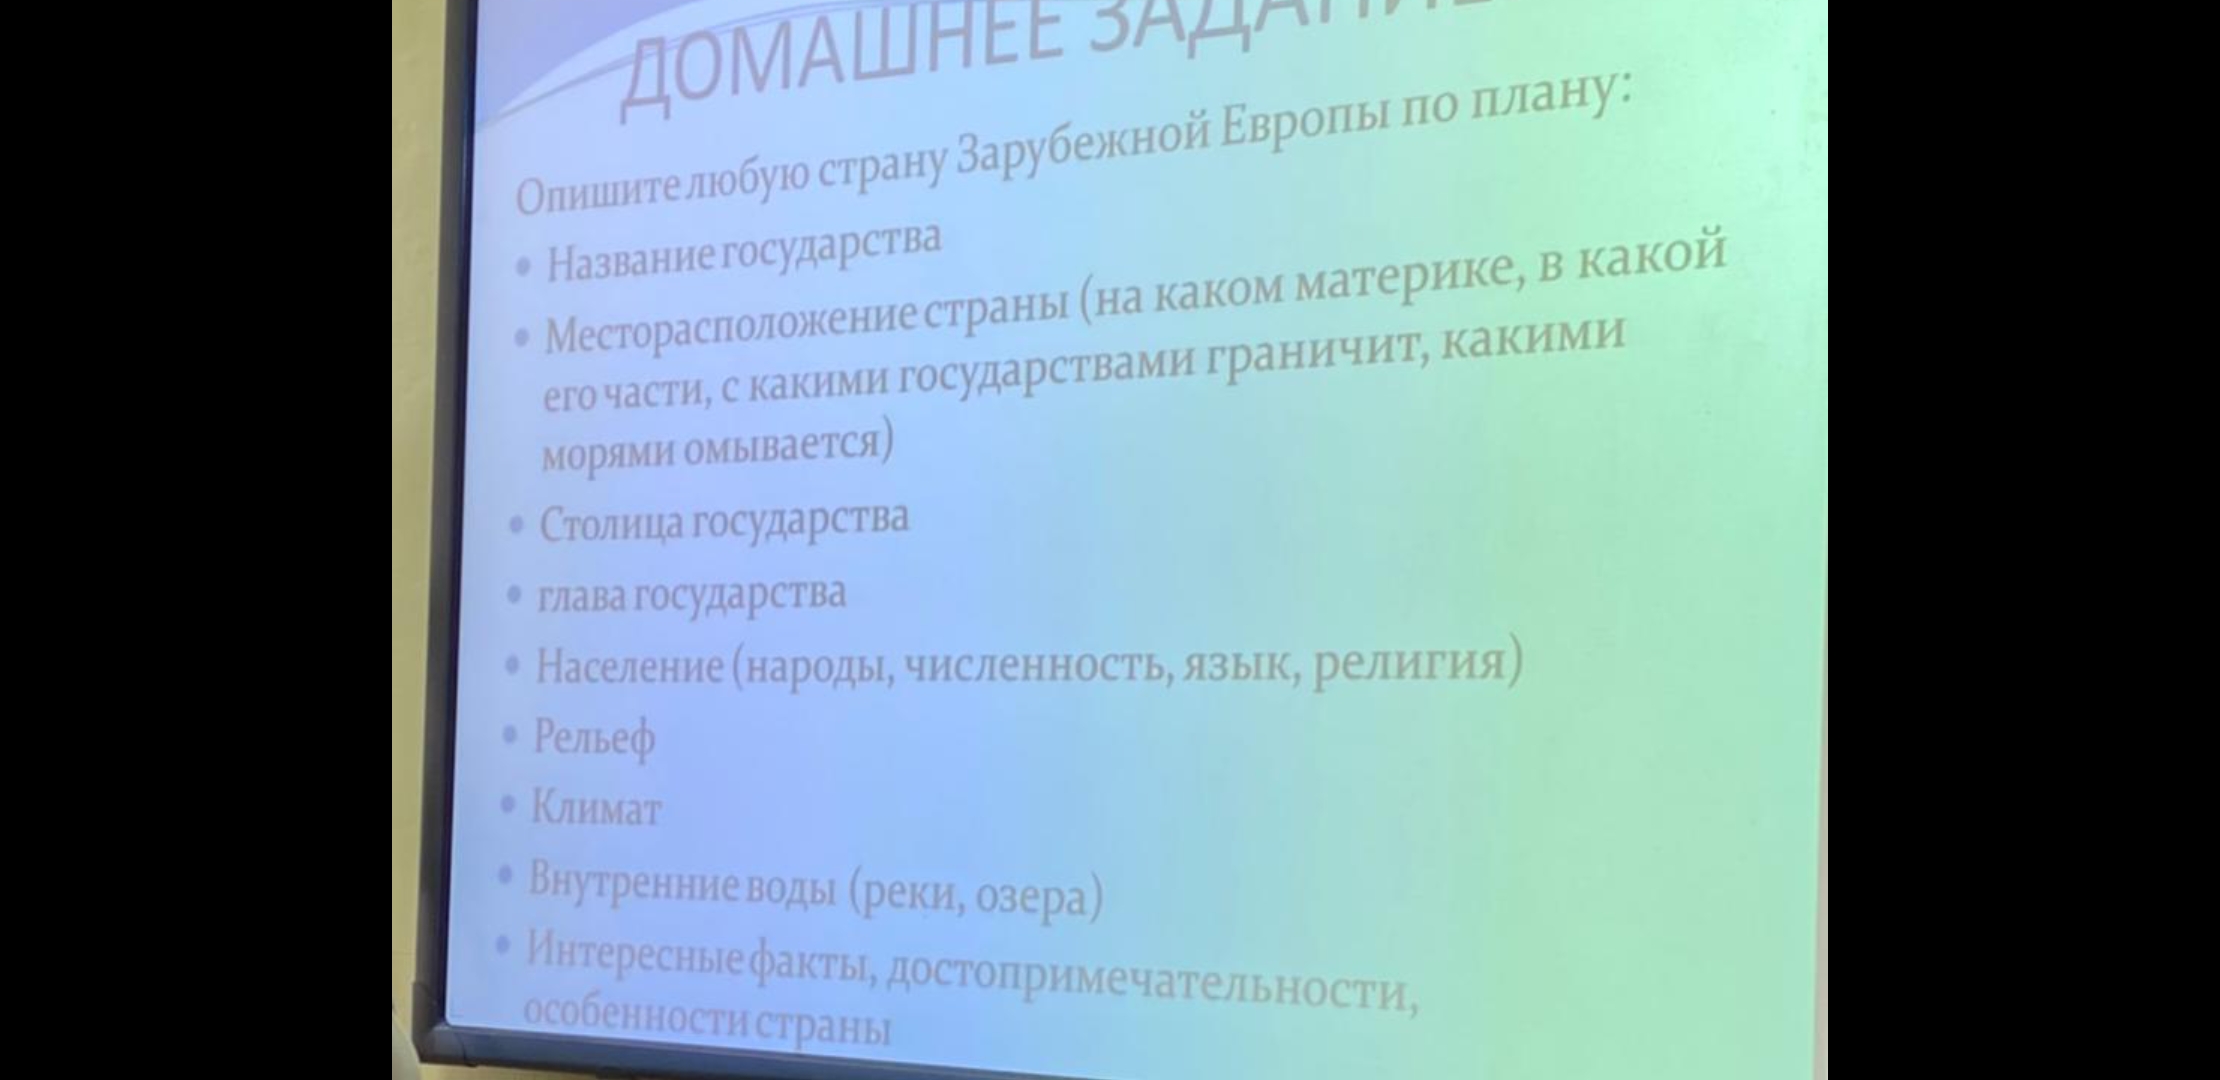 ДОМАШНЕЕ ЗАДАНИЕ
Опишите любую страну Зарубежной Европы по плану:
• Название государства
• Месторасположение страны (на каком материке, в какой
его части, с какими государствами граничит, какими
морями омывается)
• Столица государства
• глава государства
• Население (народы, численность, язык, религия)
• Рельеф
• Климат
• Внутренние воды (реки, озера)
• Интересные факты, достопримечательности,
особенности страны